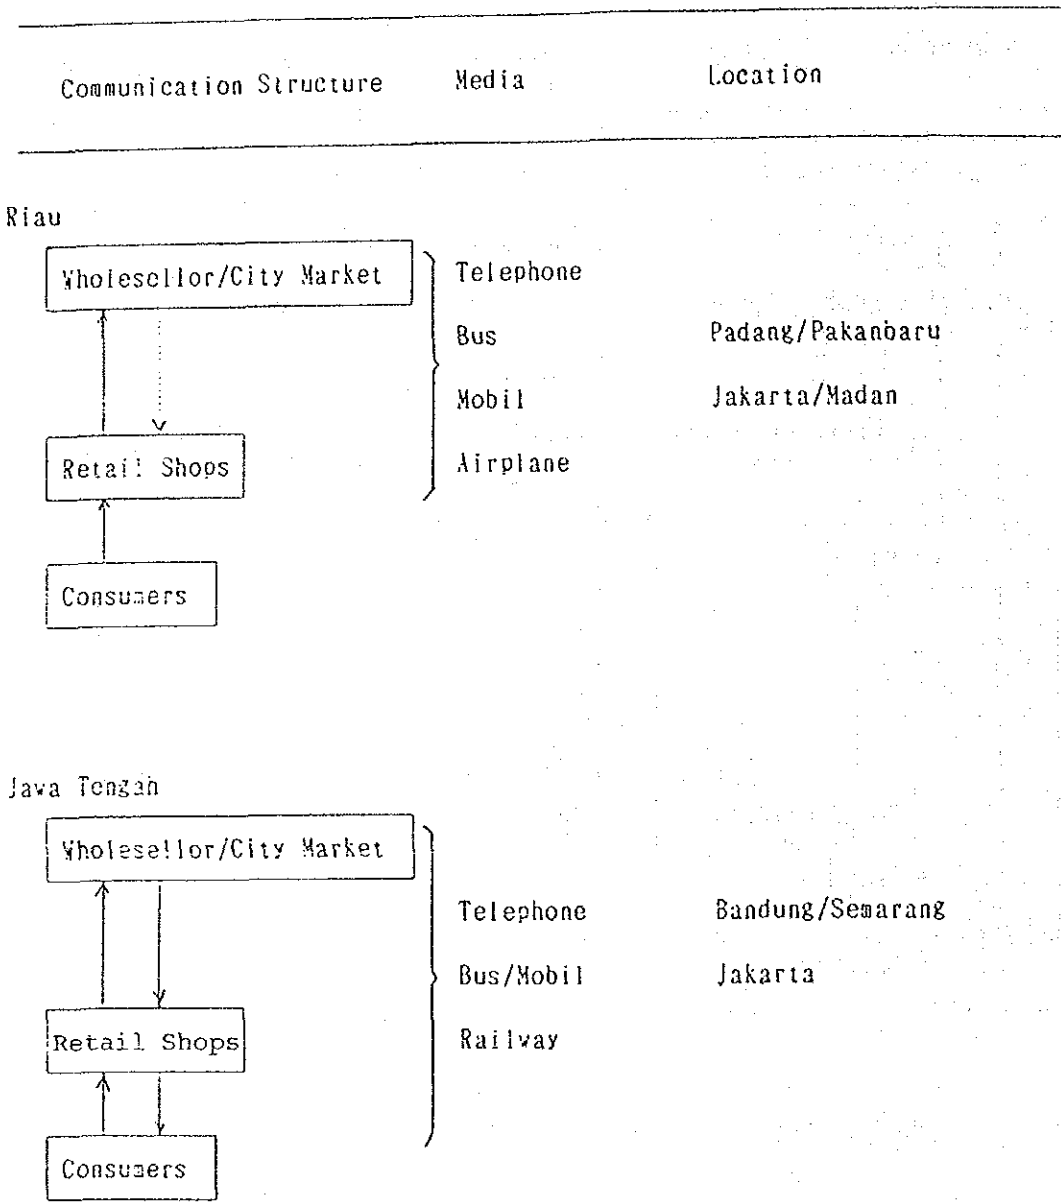 Communication Structure Media Location
Riau
Wholesellor/City Market Telephone
Bus Padang/Pakanbaru
Mobil Jakarta/Madan
Retail Shops Airplane
Consumers
Jawa Tengah
Wholesellor/City Market
Telephone Bandung/Semarang
Bus/Mobil Jakarta
Retail Shops Railway
Consumers